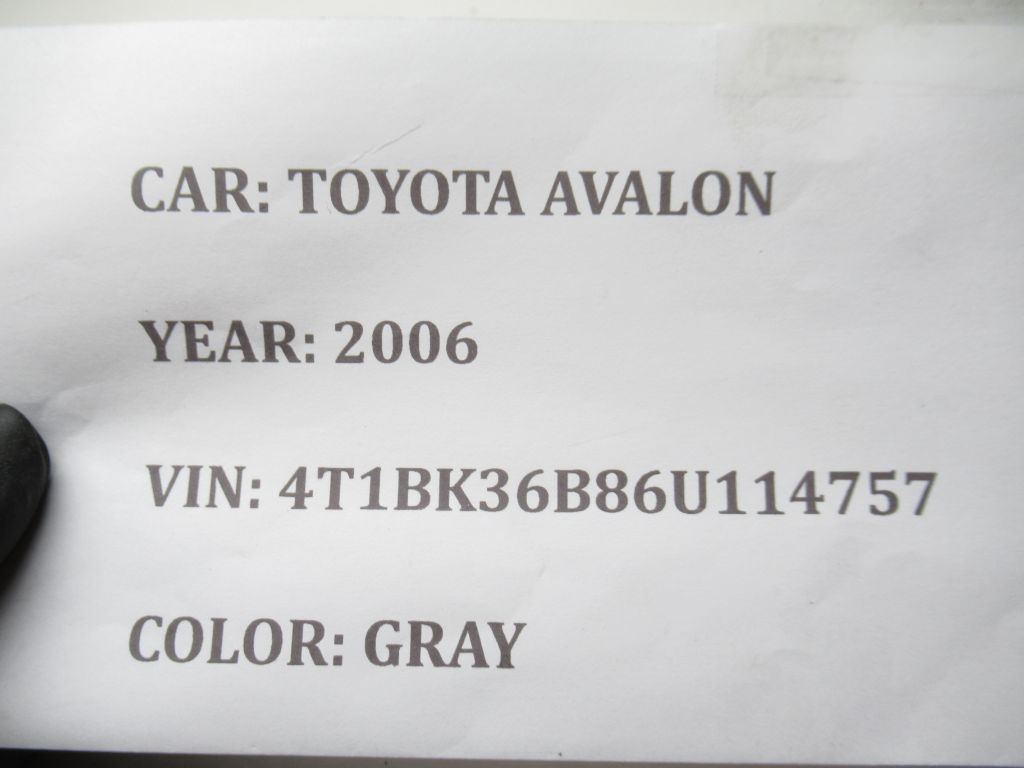 CAR: TOYOTA AVALON
YEAR: 2006
VIN: 4T1BK36B86U114757
COLOR: GRAY